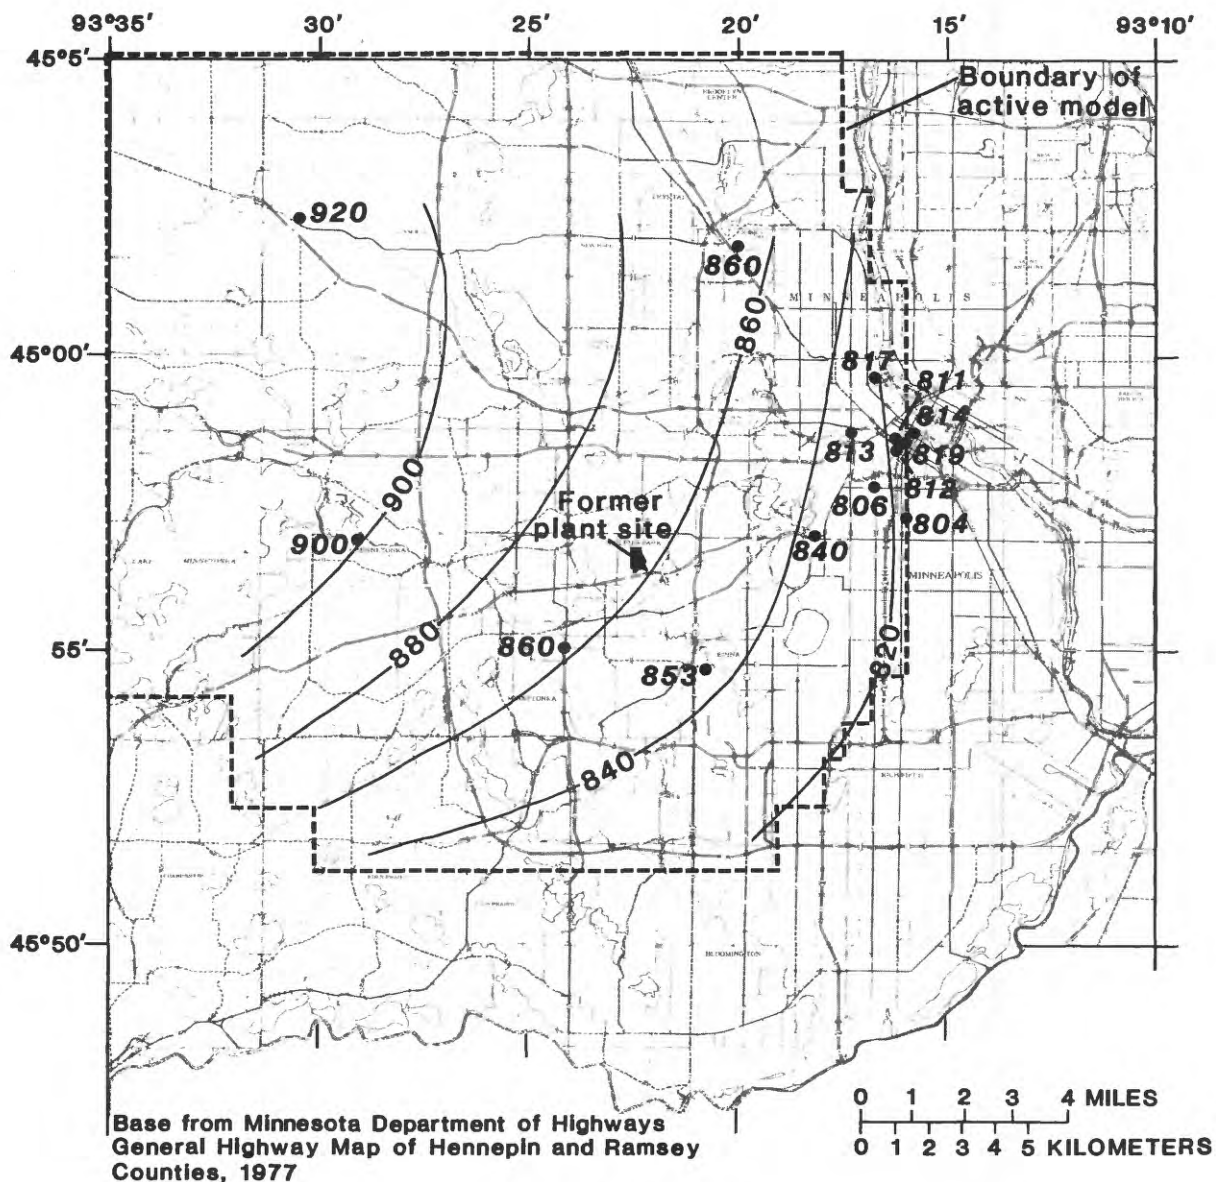 93°35′ 30′ 25′ 20′ 15′ 93°10′
45°5′
Boundary of
active model
920
860
860
MINNEAPOLIS
45°00′
817
811
814
813
819
812
900
806
804
Former
plant site
900
840
MINNEAPOLIS
880
860
55′
853
820
840
45°50′
BLOOMINGTON
Base from Minnesota Department of Highways
General Highway Map of Hennepin and Ramsey
Counties, 1977
0 1 2 3 4 MILES
0 1 2 3 4 5 KILOMETERS